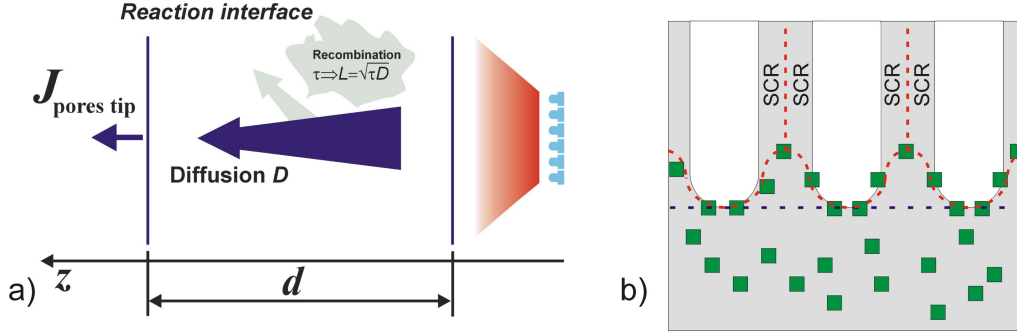 Reaction interface
Recombination
τ⇒L=√τD
J pores tip
Diffusion D
a)
z
d
SCR
SCR
SCR
SCR
b)